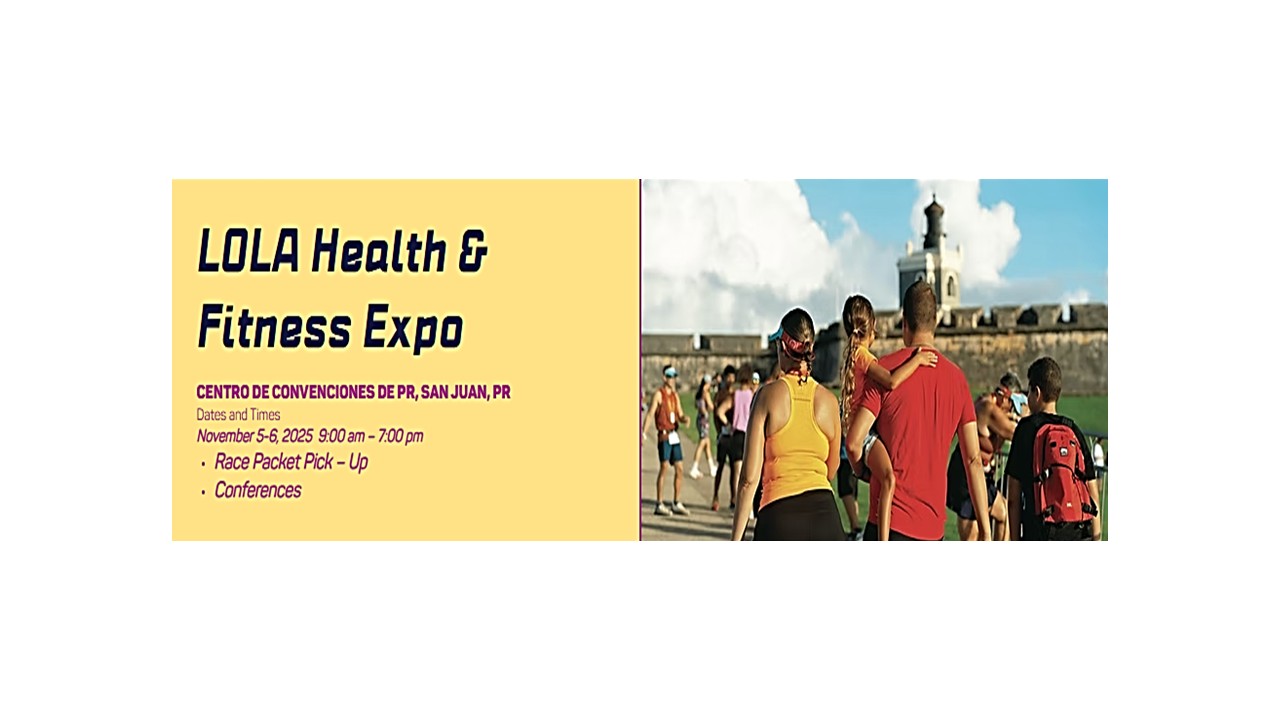 LOLA Health &
Fitness Expo
CENTRO DE CONVENCIONES DE PR, SAN JUAN, PR
Dates and Times
November 5-6, 2025 9:00 am – 7:00 pm
• Race Packet Pick – Up
• Conferences